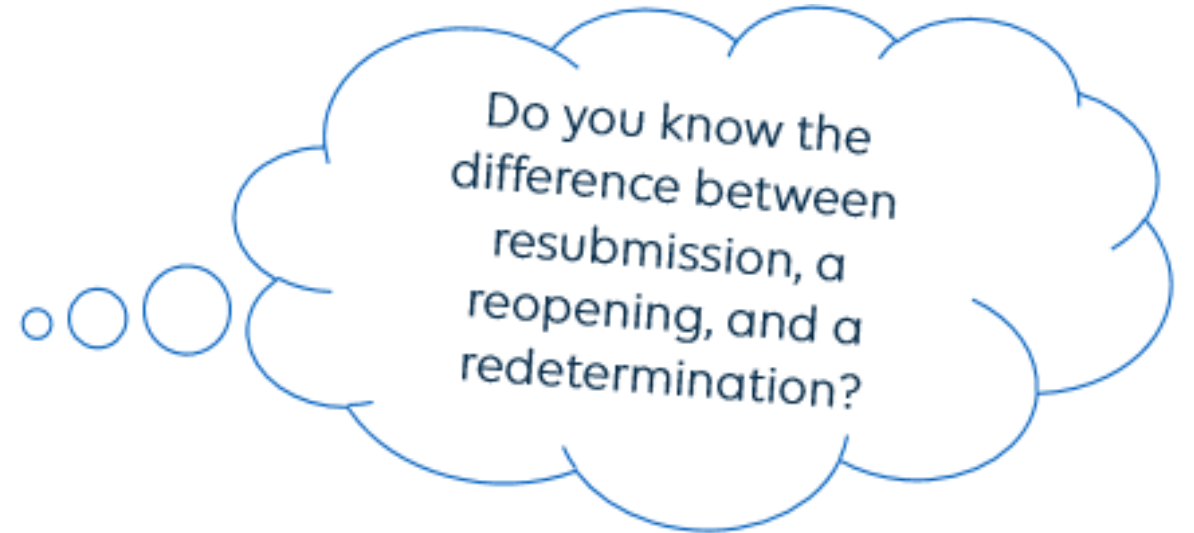 Do you know the
difference between
resubmission, a
reopening, and a
redetermination?